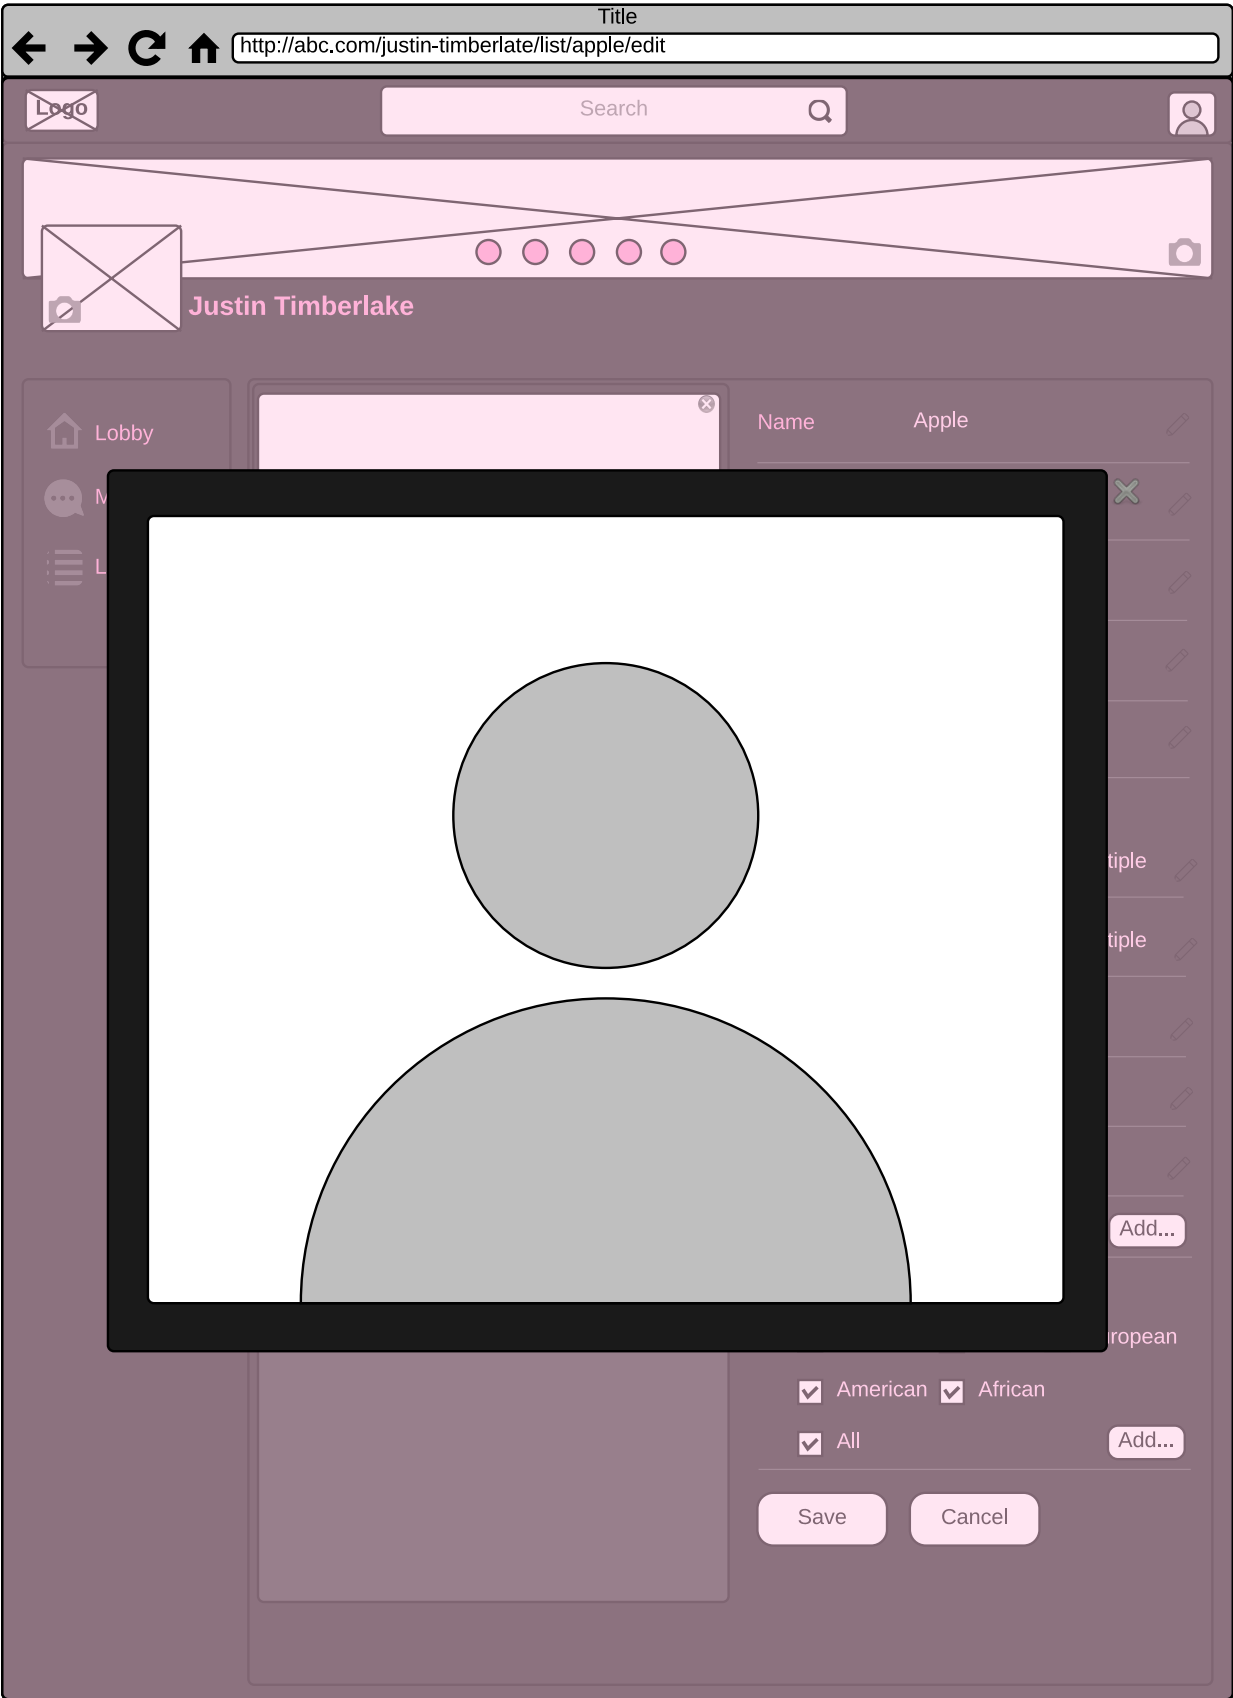 Title
http://abc.com/justin-timberlate/list/apple/edit
Logo
Search
Justin Timberlake
Lobby
Name
Apple
M
L
tiple
tiple
Add...
ropean
American
African
All
Add...
Save
Cancel